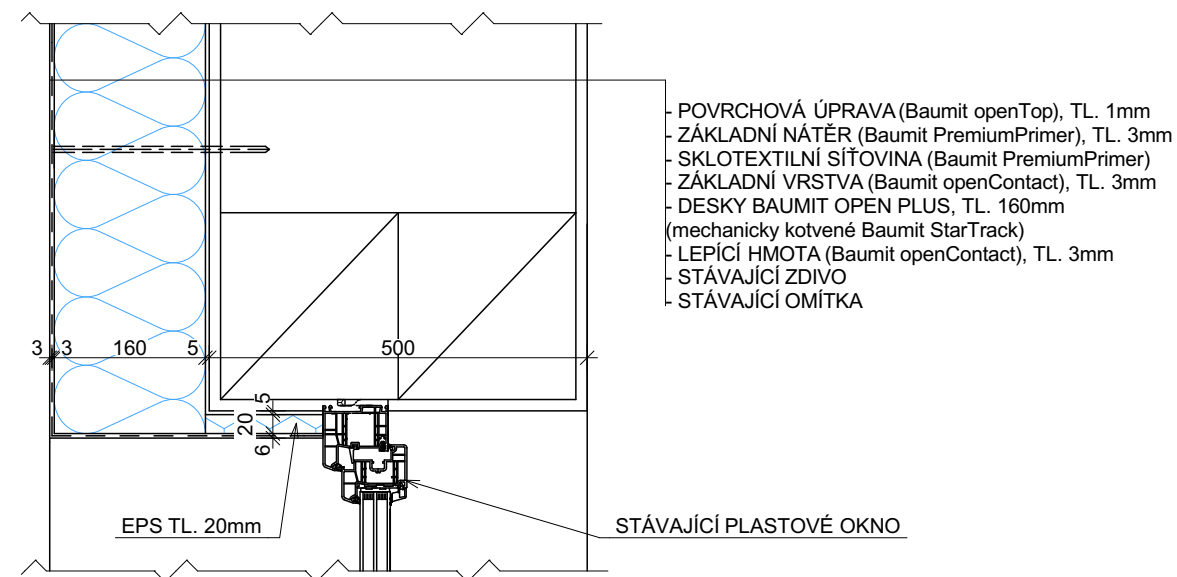 - POVRCHOVÁ ÚPRAVA (Baumit openTop), TL. 1mm
- ZÁKLADNÍ NÁTĚR (Baumit PremiumPrimer), TL. 3mm
- SKLOTEXTILNÍ SÍŤOVINA (Baumit PremiumPrimer)
- ZÁKLADNÍ VRSTVA (Baumit openContact), TL. 3mm
- DESKY BAUMIT OPEN PLUS, TL. 160mm
(mechanicky kotvené Baumit StarTrack)
- LEPÍCÍ HMOTA (Baumit openContact), TL. 3mm
- STÁVAJÍCÍ ZDIVO
- STÁVAJÍCÍ OMÍTKA
3 3 160 5 500
5
20
6
EPS TL. 20mm
STÁVAJÍCÍ PLASTOVÉ OKNO